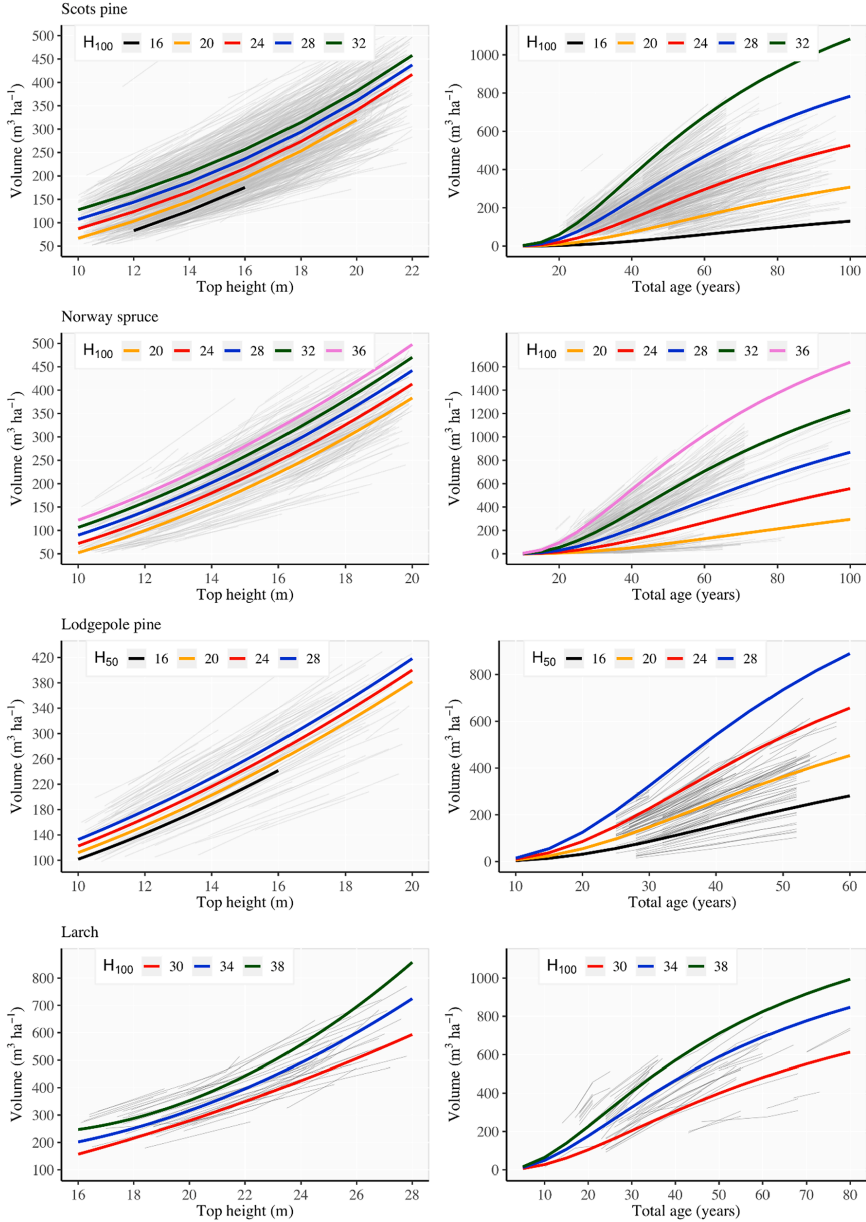 Scots pine
H100 16 20 24 28 32
Volume (m3 ha−1)
500
450
400
350
300
250
200
150
100
50
10 12 14 16 18 20 22
Top height (m)
H100 16 20 24 28 32
Volume (m3 ha−1)
1000
800
600
400
200
0
20 40 60 80 100
Total age (years)
Norway spruce
H100 20 24 28 32 36
Volume (m3 ha−1)
500
450
400
350
300
250
200
150
100
50
10 12 14 16 18 20
Top height (m)
H100 20 24 28 32 36
Volume (m3 ha−1)
1600
1400
1200
1000
800
600
400
200
0
20 40 60 80 100
Total age (years)
Lodgepole pine
H50 16 20 24 28
Volume (m3 ha−1)
420
380
340
300
260
220
180
140
100
10 12 14 16 18 20
Top height (m)
H50 16 20 24 28
Volume (m3 ha−1)
800
600
400
200
0
10 20 30 40 50 60
Total age (years)
Larch
H100 30 34 38
Volume (m3 ha−1)
800
700
600
500
400
300
200
100
16 18 20 22 24 26 28
Top height (m)
H100 30 34 38
Volume (m3 ha−1)
1000
800
600
400
200
0
10 20 30 40 50 60 70 80
Total age (years)